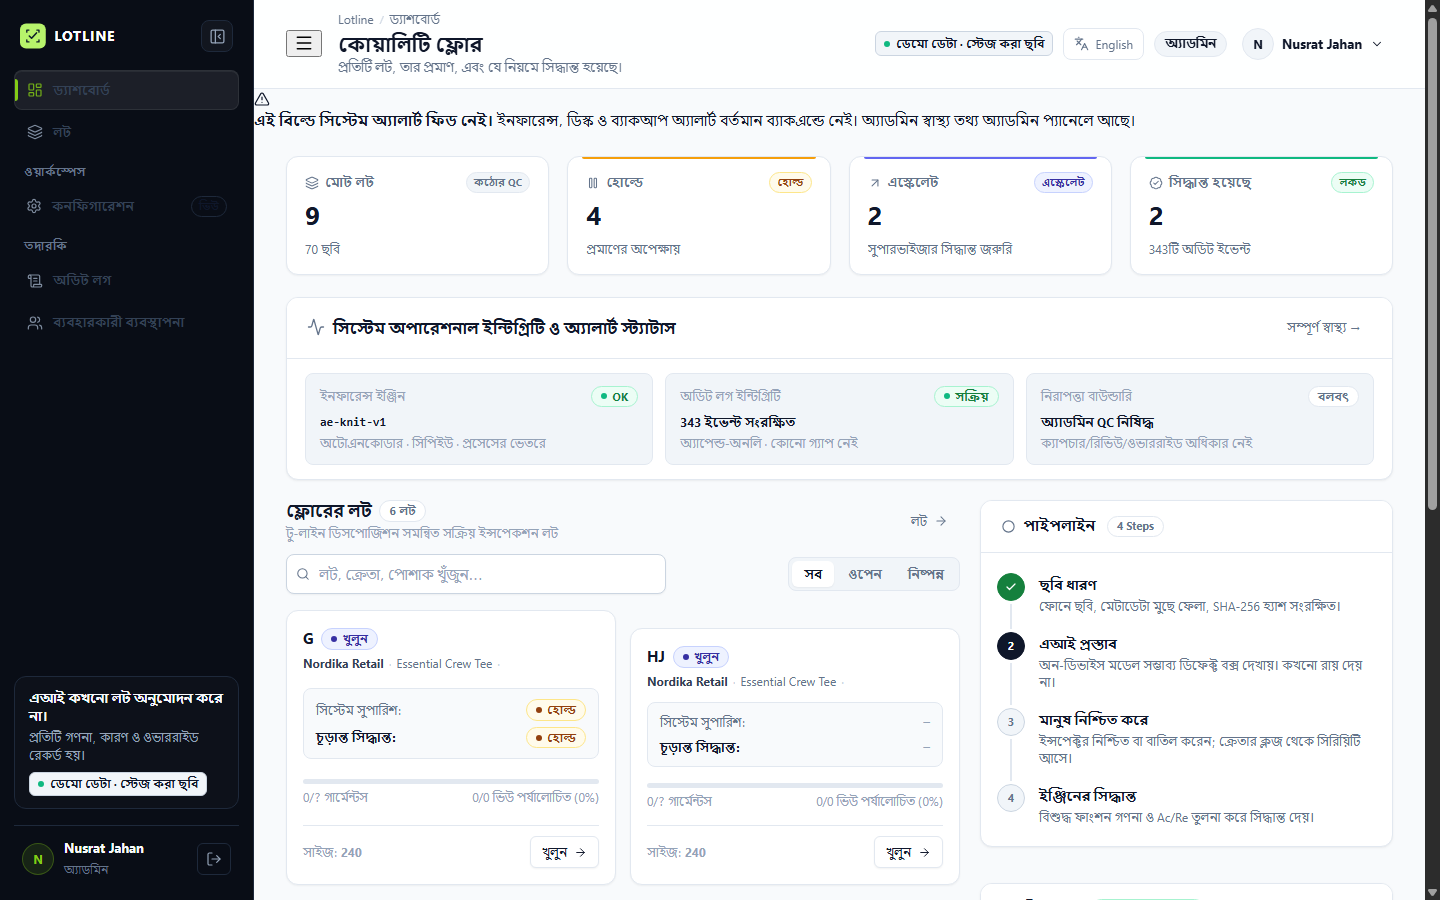 LOTLINE
ড্যাশবোর্ড
লট
ওয়ার্কস্পেস
কনফিগারেশন
তদারকি
অডিট লগ
ব্যবহারকারী ব্যবস্থাপনা
এআই কখনো লট অনুমোদন করে
না।
প্রতিটি গণনা, কারণ ও ওভাররাইড
রেকর্ড হয়।
ডেমো ডেটা · স্টেজ করা ছবি
N
Nusrat Jahan
অ্যাডমিন
Lotline / ড্যাশবোর্ড
কোয়ালিটি ফ্লোর
প্রতিটি লট, তার প্রমাণ, এবং যে নিয়মে সিদ্ধান্ত হয়েছে।
ডেমো ডেটা · স্টেজ করা ছবি
English
অ্যাডমিন
N
Nusrat Jahan
এই বিল্ডে সিস্টেম অ্যালার্ট ফিড নেই। ইনফারেন্স, ডিস্ক ও ব্যাকআপ অ্যালার্ট বর্তমান ব্যাকএন্ডে নেই। অ্যাডমিন স্বাস্থ্য তথ্য অ্যাডমিন প্যানেলে আছে।
মোট লট
কঠোর QC
9
70 ছবি
হোল্ডে
হোল্ড
4
প্রমাণের অপেক্ষায়
এস্কেলেট
এস্কেলেট
2
সুপারভাইজার সিদ্ধান্ত জরুরি
সিদ্ধান্ত হয়েছে
লকড
2
343টি অডিট ইভেন্ট
সিস্টেম অপারেশনাল ইন্টিগ্রিটি ও অ্যালার্ট স্ট্যাটাস
সম্পূর্ণ স্বাস্থ্য →
ইনফারেন্স ইঞ্জিন
OK
ae-knit-v1
অটোএনকোডার · সিপিইউ · প্রসেসের ভেতরে
অডিট লগ ইন্টিগ্রিটি
সক্রিয়
343 ইভেন্ট সংরক্ষিত
অ্যাপেন্ড-অনলি · কোনো গ্যাপ নেই
নিরাপত্তা বাউন্ডারি
বলবৎ
অ্যাডমিন QC নিষিদ্ধ
ক্যাপচার/রিভিউ/ওভাররাইড অধিকার নেই
ফ্লোরের লট
6 লট
টু-লাইন ডিসপোজিশন সমন্বিত সক্রিয় ইন্সপেকশন লট
লট →
লট, ক্রেতা, পোশাক খুঁজুন...
সব
ওপেন
নিষ্পন্ন
G
খুলুন
Nordika Retail · Essential Crew Tee ·
সিস্টেম সুপারিশ:
হোল্ড
চূড়ান্ত সিদ্ধান্ত:
হোল্ড
0/? গার্মেন্টস
0/0 ভিউ পর্যালোচিত (0%)
সাইজ: 240
খুলুন →
HJ
খুলুন
Nordika Retail · Essential Crew Tee ·
সিস্টেম সুপারিশ:
–
চূড়ান্ত সিদ্ধান্ত:
–
0/? গার্মেন্টস
0/0 ভিউ পর্যালোচিত (0%)
সাইজ: 240
খুলুন →
পাইপলাইন
4 Steps
ছবি ধারণ
ফোনে ছবি, মেটাডেটা মুছে ফেলা, SHA-256 হ্যাশ সংরক্ষিত।
2
এআই প্রস্তাব
অন-ডিভাইস মডেল সম্ভাব্য ডিফেক্ট বক্স দেখায়। কখনো রায় দেয়
না।
3
মানুষ নিশ্চিত করে
ইন্সপেক্টর নিশ্চিত বা বাতিল করেন; ক্রেতার ক্লজ থেকে সিরিয়িটি
আসে।
4
ইঞ্জিনের সিদ্ধান্ত
বিশুদ্ধ ফাংশন গণনা ও Ac/Re তুলনা করে সিদ্ধান্ত দেয়।